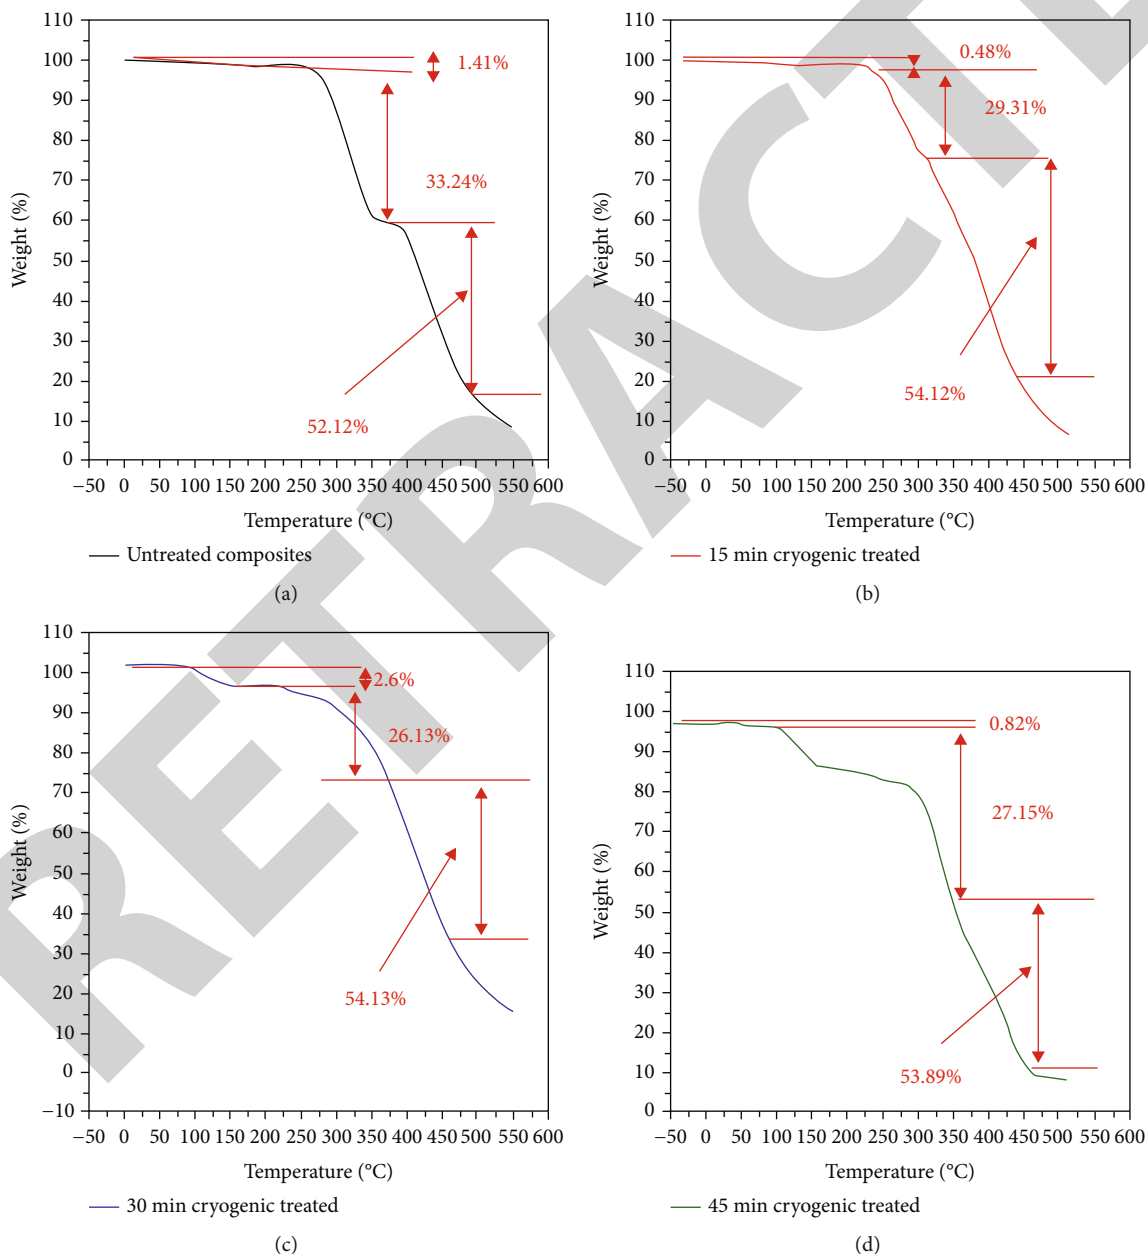 110
100
90
80
70
60
50
40
30
20
10
0
Weight (%)
1.41%
33.24%
52.12%
−50 0 50 100 150 200 250 300 350 400 450 500 550 600
Temperature (°C)
Untreated composites
(a)
110
100
90
80
70
60
50
40
30
20
10
0
Weight (%)
0.48%
29.31%
54.12%
−50 0 50 100 150 200 250 300 350 400 450 500 550 600
Temperature (°C)
15 min cryogenic treated
(b)
110
100
90
80
70
60
50
40
30
20
10
0
−10
Weight (%)
2.6%
26.13%
54.13%
−50 0 50 100 150 200 250 300 350 400 450 500 550 600
Temperature (°C)
30 min cryogenic treated
(c)
110
100
90
80
70
60
50
40
30
20
10
0
Weight (%)
0.82%
27.15%
53.89%
−50 0 50 100 150 200 250 300 350 400 450 500 550 600
Temperature (°C)
45 min cryogenic treated
(d)
RETRACTE